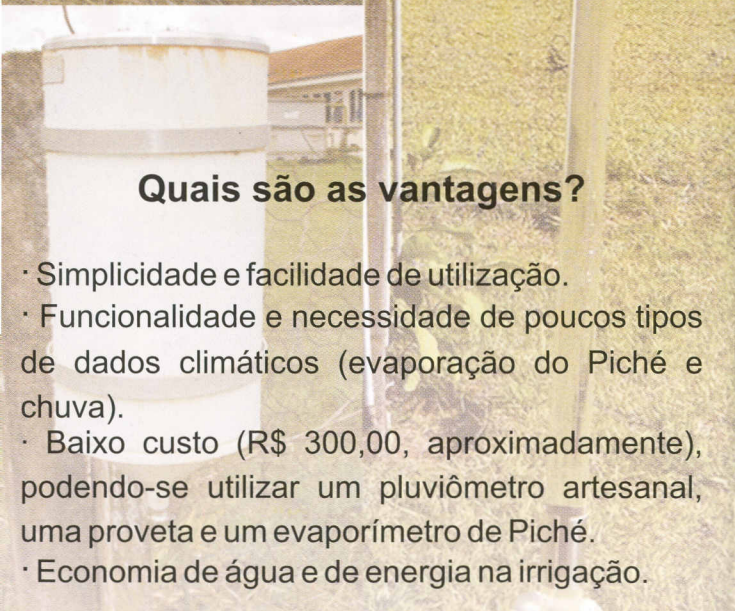 Quais são as vantagens?
· Simplicidade e facilidade de utilização.
· Funcionalidade e necessidade de poucos tipos
de dados climáticos (evaporação do Piché e
chuva).
· Baixo custo (R$ 300,00, aproximadamente),
podendo-se utilizar um pluviômetro artesanal,
uma proveta e um evaporímetro de Piché.
· Economia de água e de energia na irrigação.